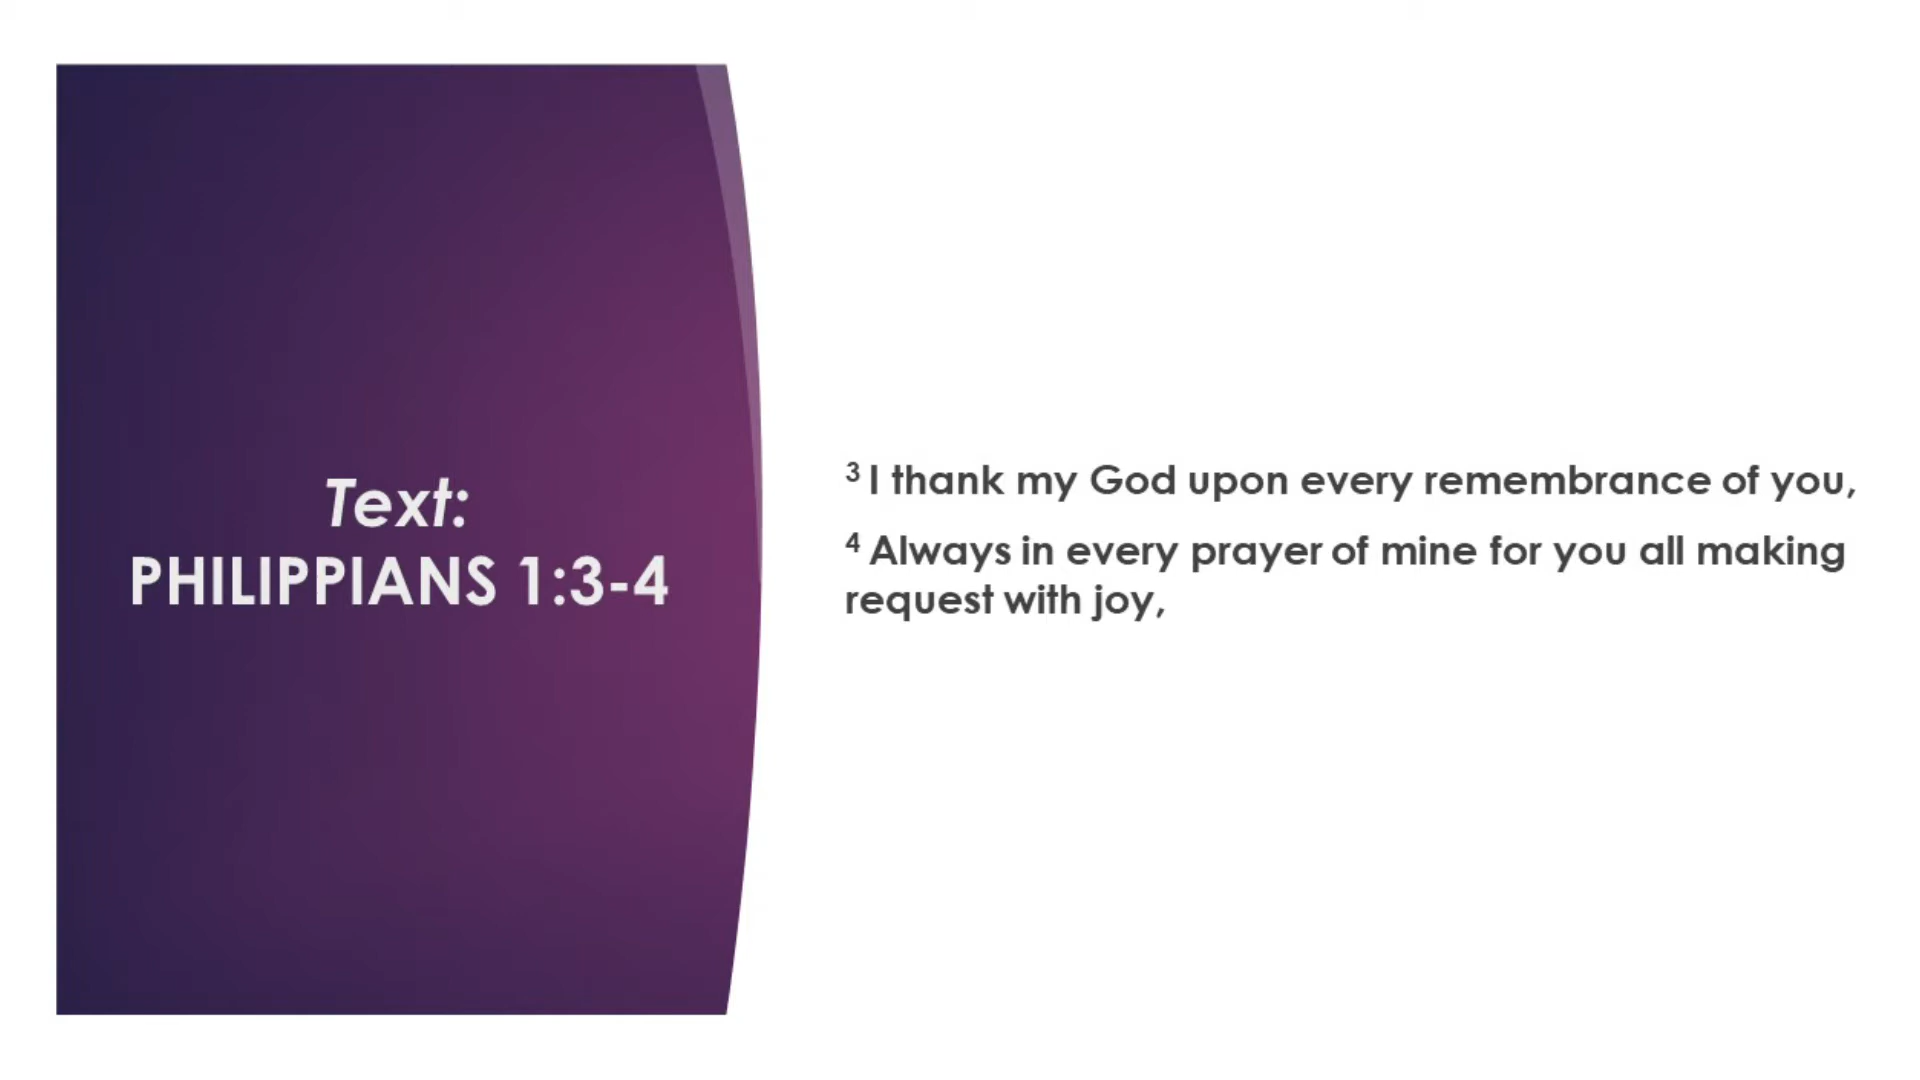 Text:
PHILIPPIANS 1:3-4
3 I thank my God upon every remembrance of you,
4 Always in every prayer of mine for you all making
request with joy,